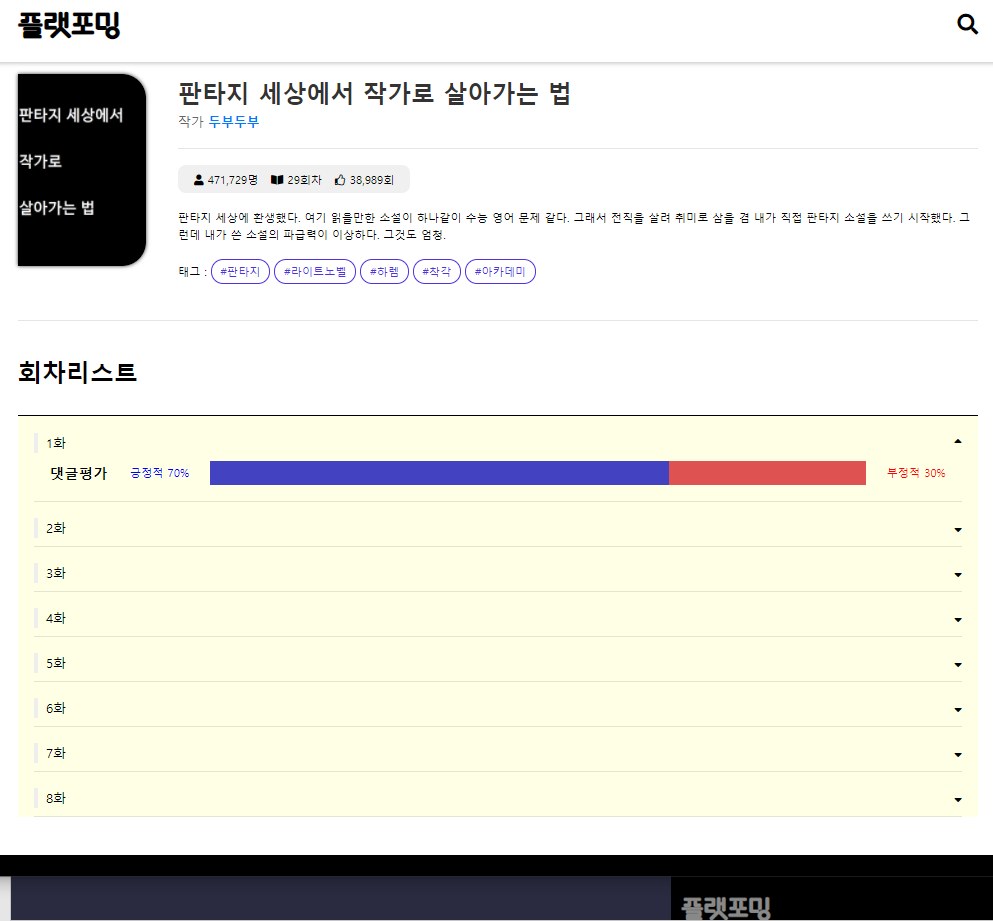 플랫포밍
판타지 세상에서
작가로
살아가는 법
판타지 세상에서 작가로 살아가는 법
작가 두부두부
471,729명 29회차 38,989회
판타지 세상에 환생했다. 여기 읽을만한 소설이 하나같이 수능 영어 문제 같다. 그래서 전직을 살려 취미로 삼을 겸 내가 직접 판타지 소설을 쓰기 시작했다. 그
런데 내가 쓴 소설의 파급력이 이상하다. 그것도 엄청.
태그 : #판타지 #라이트노벨 #하렘 #착각 #아카데미
회차리스트
1화
댓글평가 긍정적 70% 부정적 30%
2화
3화
4화
5화
6화
7화
8화
플랫포밍